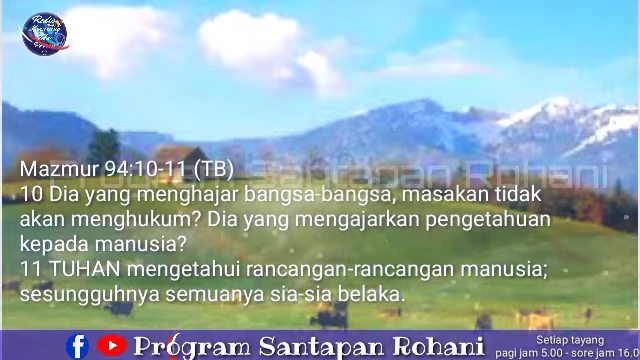 Mazmur 94:10-11 (TB)
10 Dia yang menghajar bangsa-bangsa, masakan tidak
akan menghukum? Dia yang mengajarkan pengetahuan
kepada manusia?
11 TUHAN mengetahui rancangan-rancangan manusia;
sesungguhnya semuanya sia-sia belaka.
Program Santapan Rohani
Program Santapan Rohani
Setiap tayang
pagi jam 5.00 - sore jam 16.0